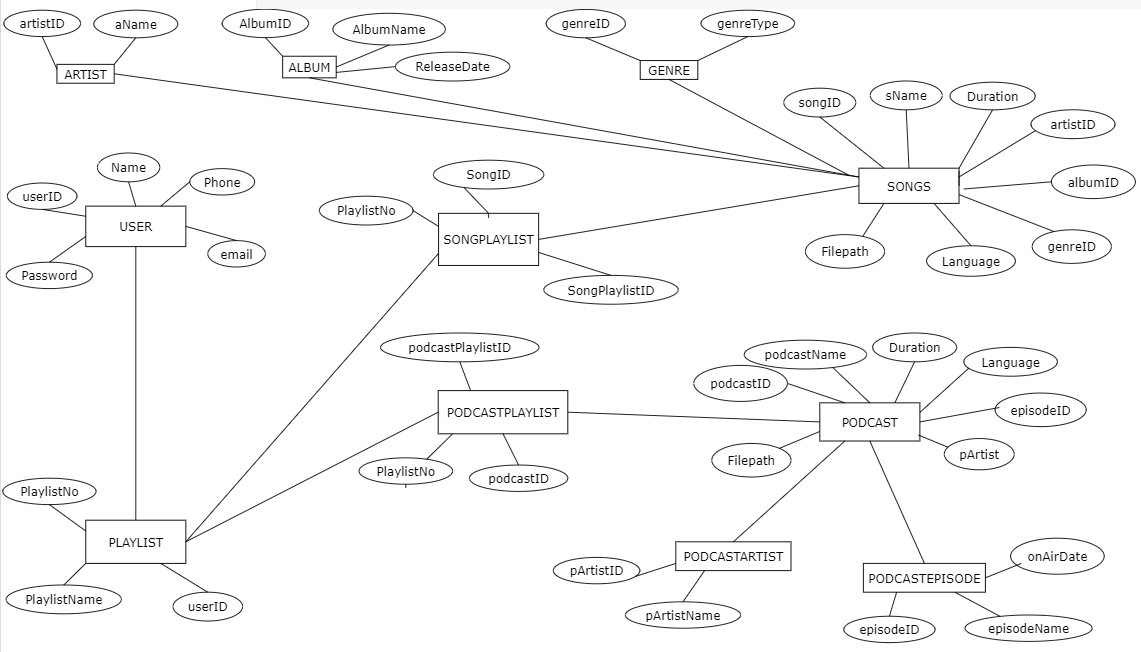 artistID
aName
AlbumID
AlbumName
genreID
genreType
ARTIST
ALBUM
ReleaseDate
GENRE
songID
sName
Duration
artistID
albumID
SONGS
genreID
Filepath
Language
Name
userID
Phone
USER
email
Password
SongID
PlaylistNo
SONGPLAYLIST
SongPlaylistID
podcastPlaylistID
PODCASTPLAYLIST
PlaylistNo
podcastID
podcastName
Duration
Language
podcastID
episodeID
PODCAST
pArtist
Filepath
PlaylistNo
PLAYLIST
PlaylistName
userID
PODCASTARTIST
pArtistID
pArtistName
onAirDate
PODCASTEPISODE
episodeID
episodeName